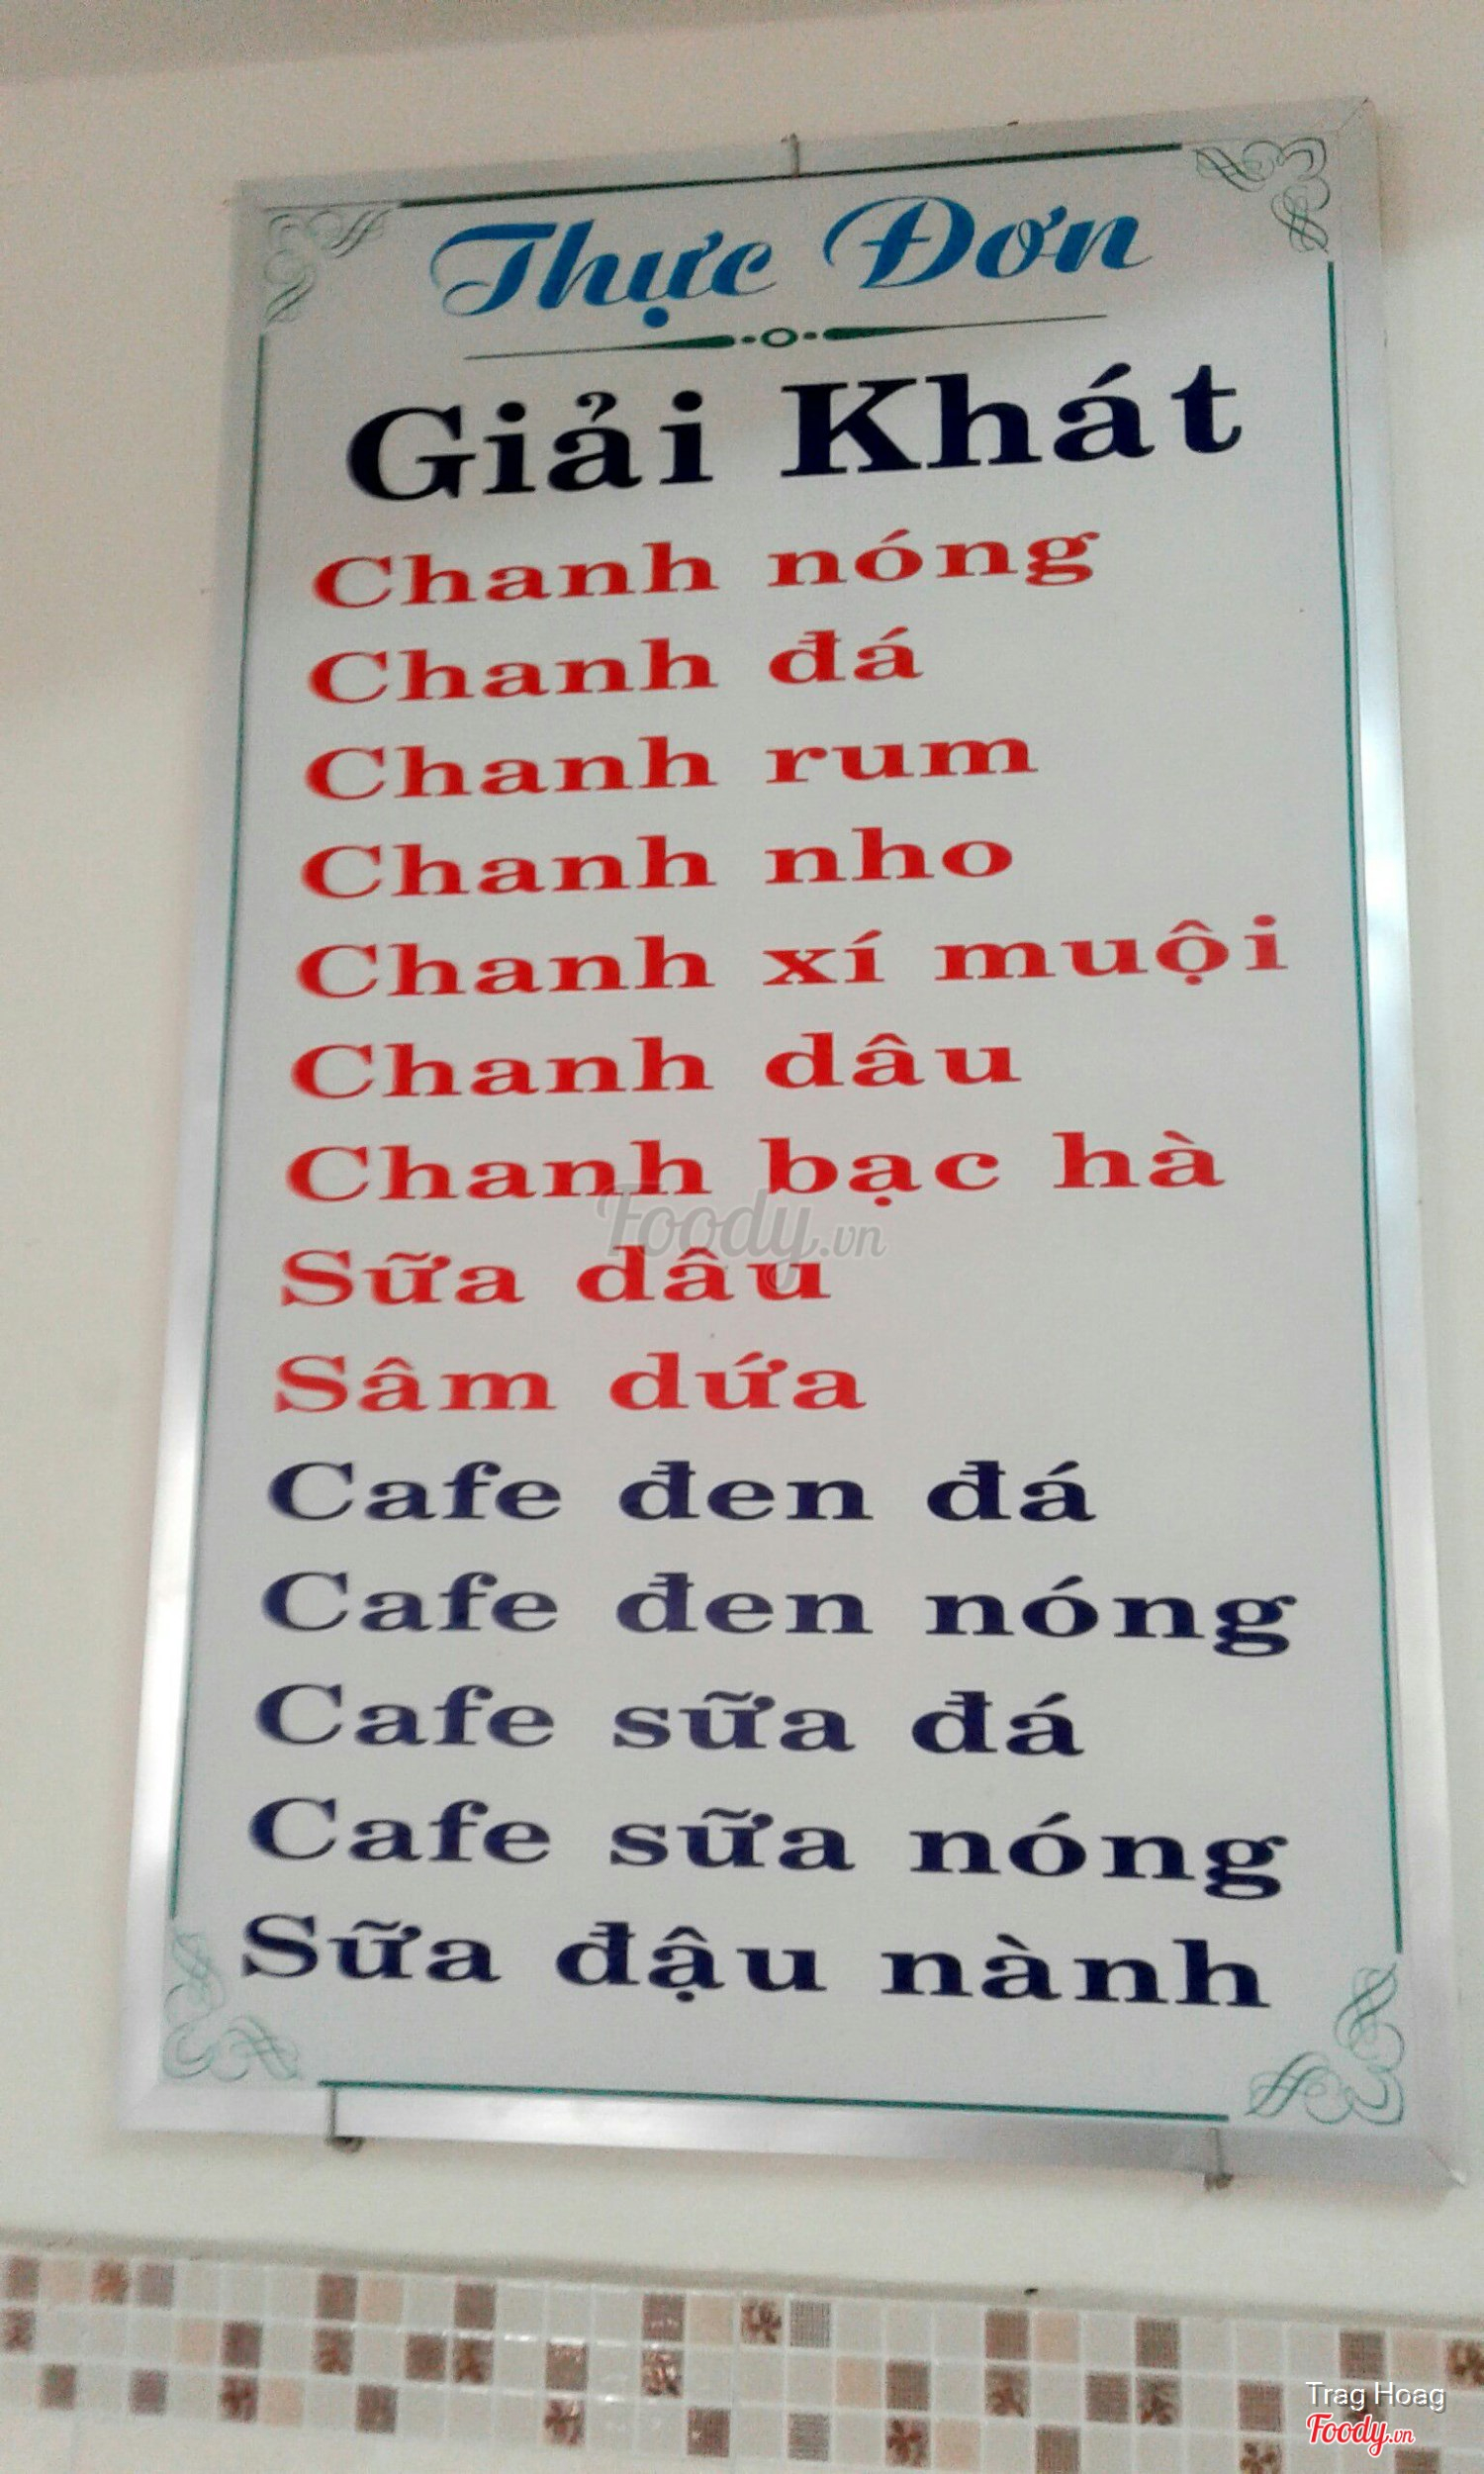 Thực Đơn
Giải Khát
Chanh nóng
Chanh đá
Chanh rum
Chanh nho
Chanh xí muội
Chanh dâu
Chanh bạc hà
Foody.vn
Sữa dâu
Sâm dứa
Cafe đen đá
Cafe đen nóng
Cafe sữa đá
Cafe sữa nóng
Sữa đậu nành
Trag Hoag
Foody.vn